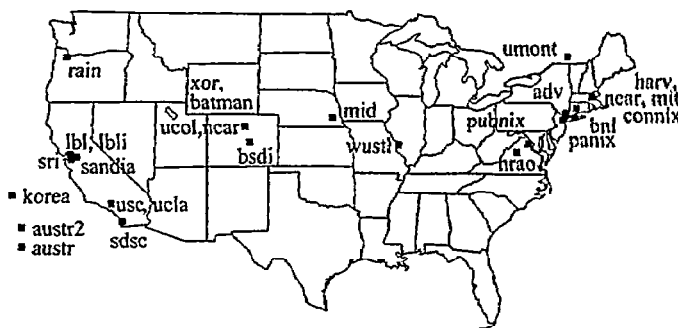 umont
rain
harv,
near, mit
connix
adv
xor,
batman
mid
ucol, ncar
pubnix
bnl
panix
lbl, lbli
wustl
bsdi
sri
sandia
nrao
korea
usc, ucla
austr2
sdsc
austr